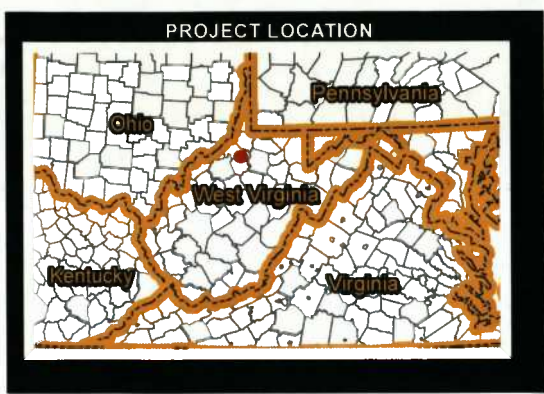 PROJECT LOCATION
Pennsylvania
Ohio
West Virginia
Kentucky
Virginia